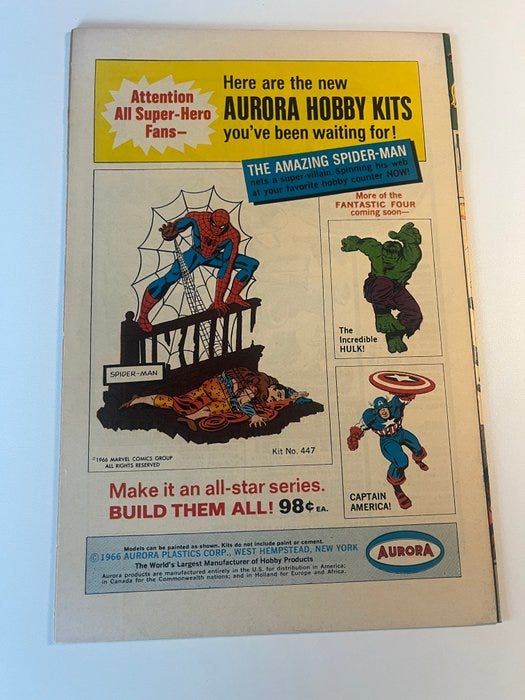 Attention
All Super-Hero
Fans—
Here are the new
AURORA HOBBY KITS
you've been waiting for!
THE AMAZING SPIDER-MAN
nets a super-villain. Spinning his web
at your favorite hobby counter NOW!
More of the
FANTASTIC FOUR
coming soon—
The
Incredible
HULK!
SPIDER-MAN
Kit No. 447
©1966 MARVEL COMICS GROUP
ALL RIGHTS RESERVED
CAPTAIN
AMERICA!
Make it an all-star series.
BUILD THEM ALL! 98¢ EA.
Models can be painted as shown. Kits do not include paint or cement.
©1966 AURORA PLASTICS CORP., WEST HEMPSTEAD, NEW YORK
The World's Largest Manufacturer of Hobby Products
Aurora products are manufactured entirely in the U.S. for distribution in America;
in Canada for the Commonwealth nations; and in Holland for Europe and Africa.
AURORA